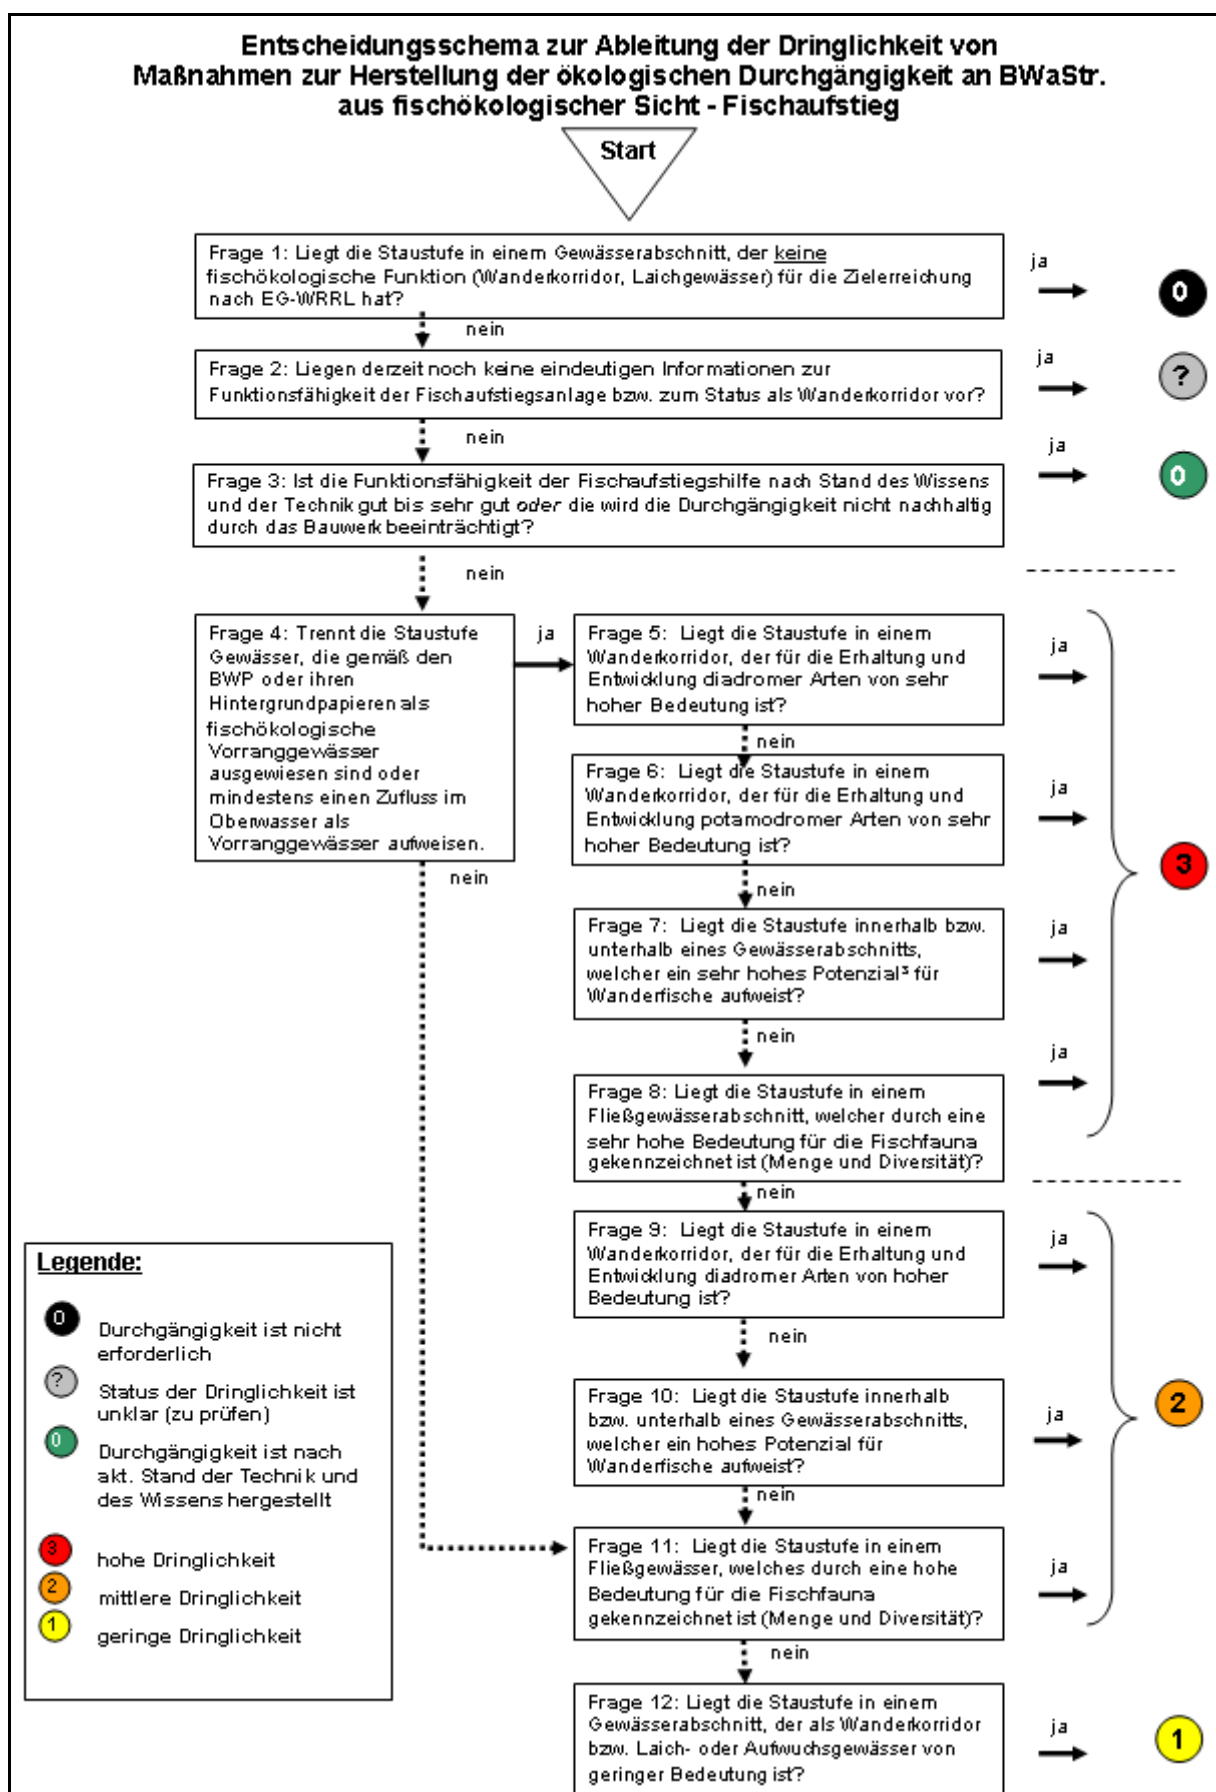 Entscheidungsschema zur Ableitung der Dringlichkeit von
Maßnahmen zur Herstellung der ökologischen Durchgängigkeit an BWaStr.
aus fischökologischer Sicht - Fischaufstieg
Start
Frage 1: Liegt die Staustufe in einem Gewässerabschnitt, der keine
fischökologische Funktion (Wanderkorridor, Laichgewässer) für die Zielerreichung
nach EG-WRRL hat?
ja
0
nein
Frage 2: Liegen derzeit noch keine eindeutigen Informationen zur
Funktionsfähigkeit der Fischaufstiegsanlage bzw. zum Status als Wanderkorridor vor?
ja
?
nein
Frage 3: Ist die Funktionsfähigkeit der Fischaufstiegshilfe nach Stand des Wissens
und der Technik gut bis sehr gut oder die wird die Durchgängigkeit nicht nachhaltig
durch das Bauwerk beeinträchtigt?
ja
0
nein
Frage 4: Trennt die Staustufe
Gewässer, die gemäß den
BWP oder ihren
Hintergrundpapieren als
fischökologische
Vorranggewässer
ausgewiesen sind oder
mindestens einen Zufluss im
Oberwasser als
Vorranggewässer aufweisen.
ja
nein
Frage 5: Liegt die Staustufe in einem
Wanderkorridor, der für die Erhaltung und
Entwicklung diadromer Arten von sehr
hoher Bedeutung ist?
ja
nein
Frage 6: Liegt die Staustufe in einem
Wanderkorridor, der für die Erhaltung und
Entwicklung potamodromer Arten von sehr
hoher Bedeutung ist?
ja
nein
3
Frage 7: Liegt die Staustufe innerhalb bzw.
unterhalb eines Gewässerabschnitts,
welcher ein sehr hohes Potenzial³ für
Wanderfische aufweist?
ja
nein
Frage 8: Liegt die Staustufe in einem
Fließgewässerabschnitt, welcher durch eine
sehr hohe Bedeutung für die Fischfauna
gekennzeichnet ist (Menge und Diversität)?
ja
nein
Frage 9: Liegt die Staustufe in einem
Wanderkorridor, der für die Erhaltung und
Entwicklung diadromer Arten von hoher
Bedeutung ist?
ja
nein
Frage 10: Liegt die Staustufe innerhalb
bzw. unterhalb eines Gewässerabschnitts,
welcher ein hohes Potenzial für
Wanderfische aufweist?
ja
2
nein
Frage 11: Liegt die Staustufe in einem
Fließgewässer, welches durch eine hohe
Bedeutung für die Fischfauna
gekennzeichnet ist (Menge und Diversität)?
ja
nein
Frage 12: Liegt die Staustufe in einem
Gewässerabschnitt, der als Wanderkorridor
bzw. Laich- oder Aufwuchsgewässer von
geringer Bedeutung ist?
ja
1
Legende:
0 Durchgängigkeit ist nicht
erforderlich
? Status der Dringlichkeit ist
unklar (zu prüfen)
0 Durchgängigkeit ist nach
akt. Stand der Technik und
des Wissens hergestellt
3 hohe Dringlichkeit
2 mittlere Dringlichkeit
1 geringe Dringlichkeit